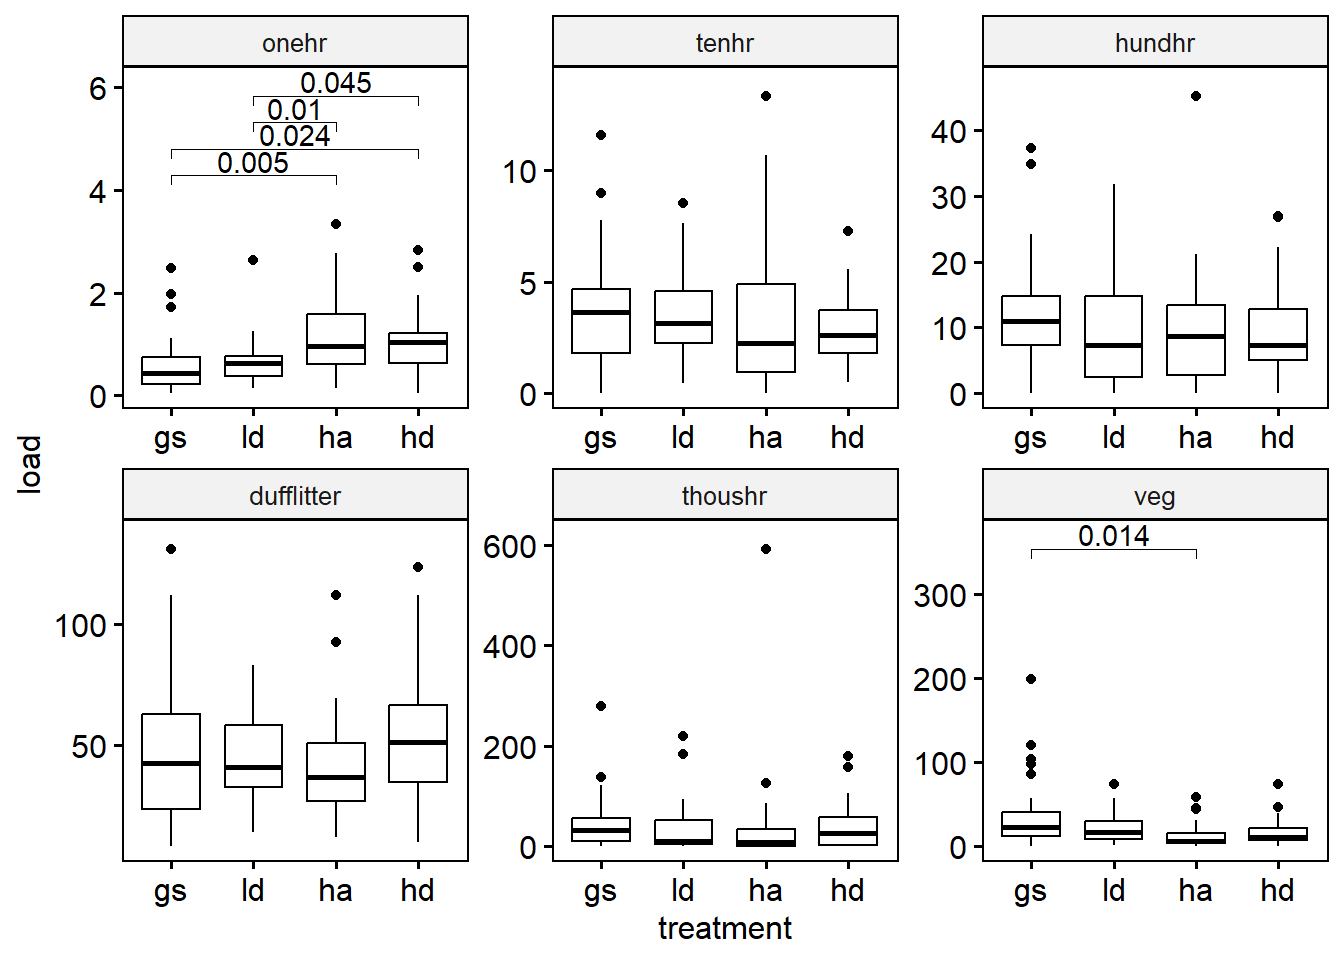 onehr
tenhr
hundhr
6
4
2
0
0.045
0.01
0.024
0.005
10
5
0
40
30
20
10
0
gs ld ha hd
gs ld ha hd
gs ld ha hd
load
dufflitter
thoushr
veg
100
50
600
400
200
0
300
200
100
0
0.014
gs ld ha hd
gs ld ha hd
gs ld ha hd
treatment